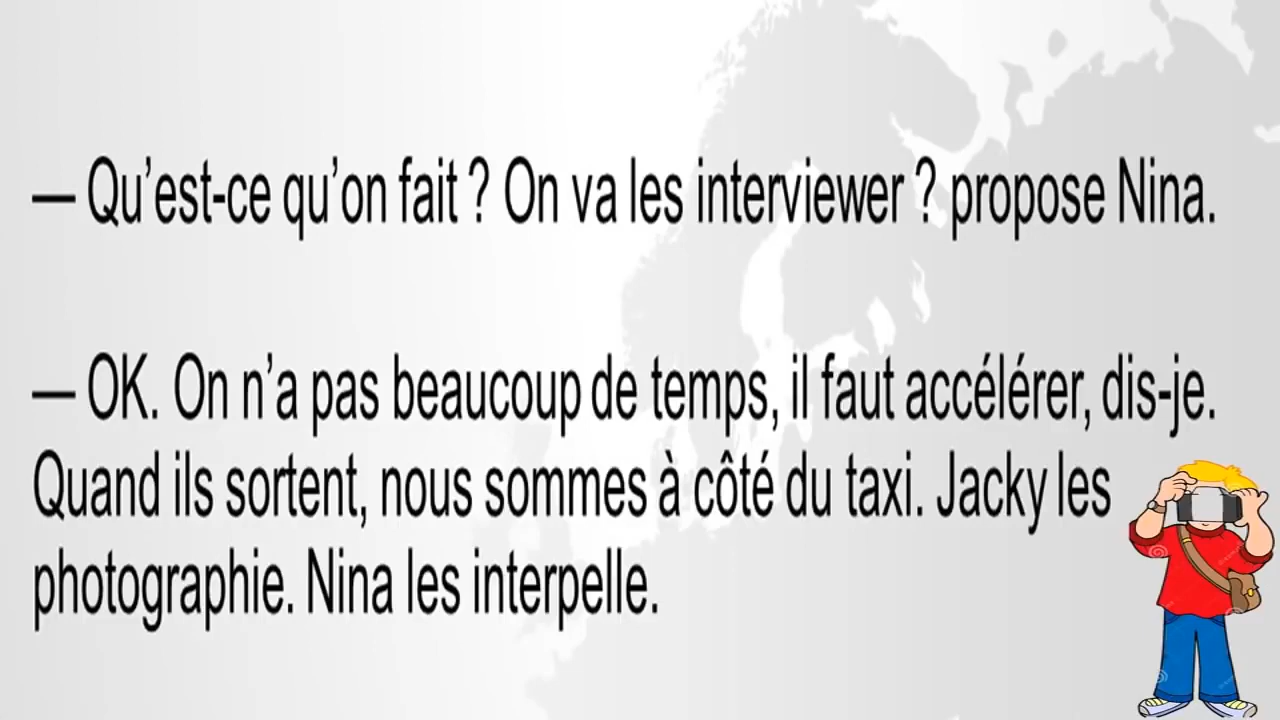 — Qu’est-ce qu’on fait ? On va les interviewer ? propose Nina.
— OK. On n’a pas beaucoup de temps, il faut accélérer, dis-je.
Quand ils sortent, nous sommes à côté du taxi. Jacky les
photographie. Nina les interpelle.